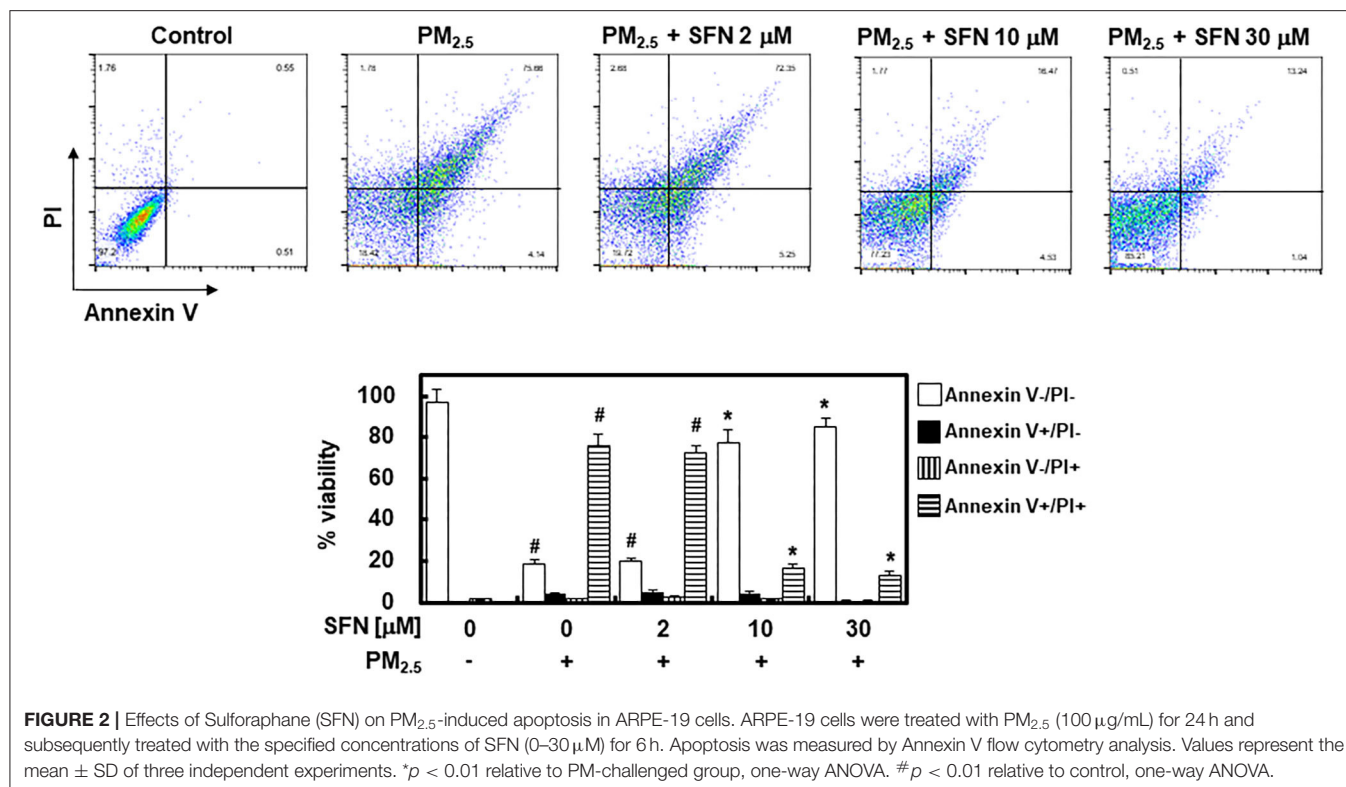 Control
PM2.5
PM2.5 + SFN 2 μM
PM2.5 + SFN 10 μM
PM2.5 + SFN 30 μM
1.76
0.55
1.78
75.66
2.68
72.35
1.77
16.47
0.51
13.24
PI
97.2
0.51
18.42
4.14
19.72
5.25
77.23
4.53
85.21
1.04
Annexin V
% viability
100
80
60
40
20
0
#
#
#
#
*
*
*
*
Annexin V-/PI-
Annexin V+/PI-
Annexin V-/PI+
Annexin V+/PI+
SFN [μM] 0 0 2 10 30
PM2.5 - + + + +
FIGURE 2 | Effects of Sulforaphane (SFN) on PM2.5-induced apoptosis in ARPE-19 cells. ARPE-19 cells were treated with PM2.5 (100 μg/mL) for 24 h and
subsequently treated with the specified concentrations of SFN (0–30 μM) for 6 h. Apoptosis was measured by Annexin V flow cytometry analysis. Values represent the
mean ± SD of three independent experiments. *p < 0.01 relative to PM-challenged group, one-way ANOVA. #p < 0.01 relative to control, one-way ANOVA.